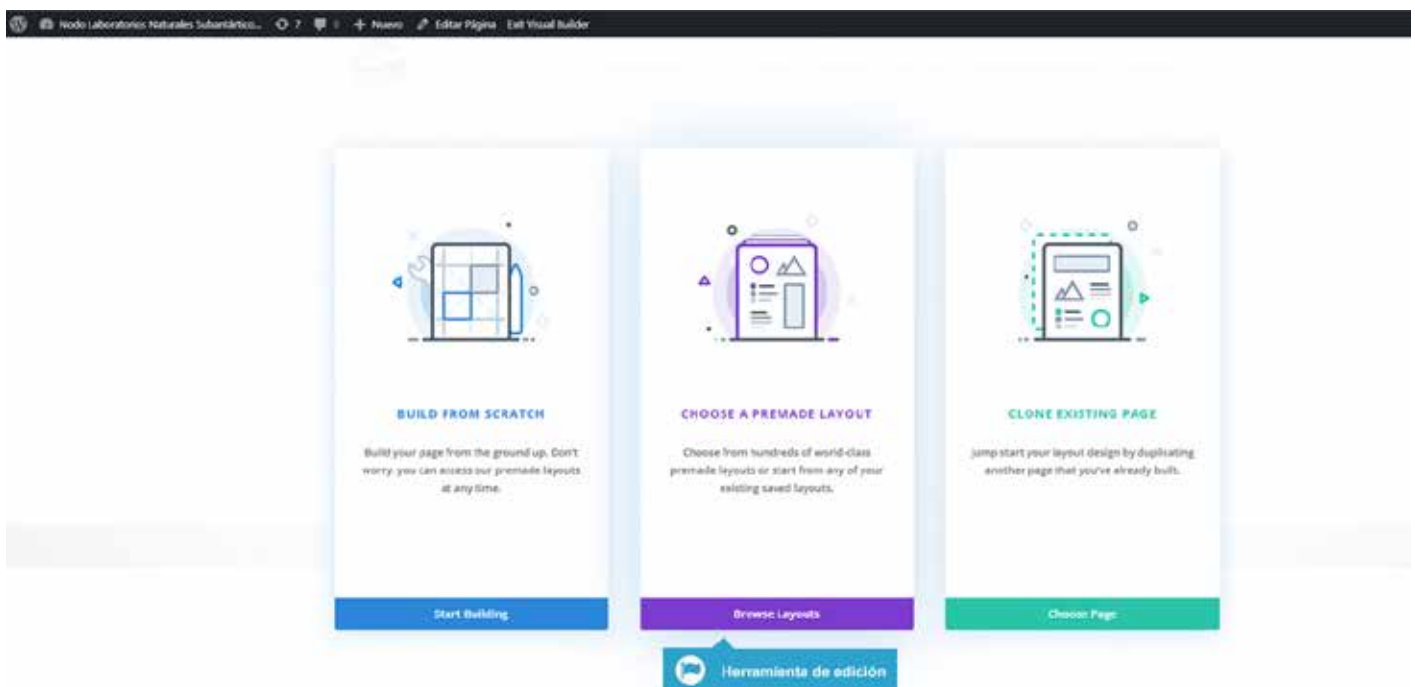 Nodo Laboratorios Naturales Subantártico... 7 0 Nuevo Editar Página Exit Visual Builder
BUILD FROM SCRATCH
Build your page from the ground up. Don't
worry, you can access our premade layouts
at any time.
Start Building
CHOOSE A PREMADE LAYOUT
Choose from hundreds of world-class
premade layouts or start from any of your
existing saved layouts.
Browse Layouts
CLONE EXISTING PAGE
Jump start your layout design by duplicating
another page that you've already built.
Choose Page
Herramienta de edición